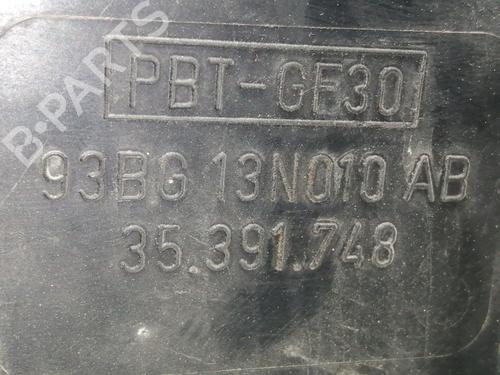 PBT-GF30
93BG 13N010 AB
35.391.748
B-PARTS